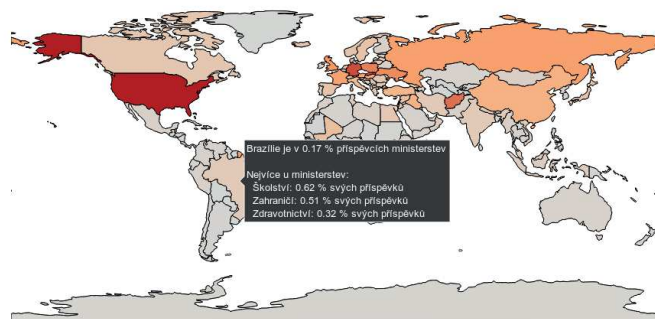 Brazílie je v 0.17 % příspěvcích ministerstev
Nejvíce u ministerstev:
Školství: 0.62 % svých příspěvků
Zahraničí: 0.51 % svých příspěvků
Zdravotnictví: 0.32 % svých příspěvků